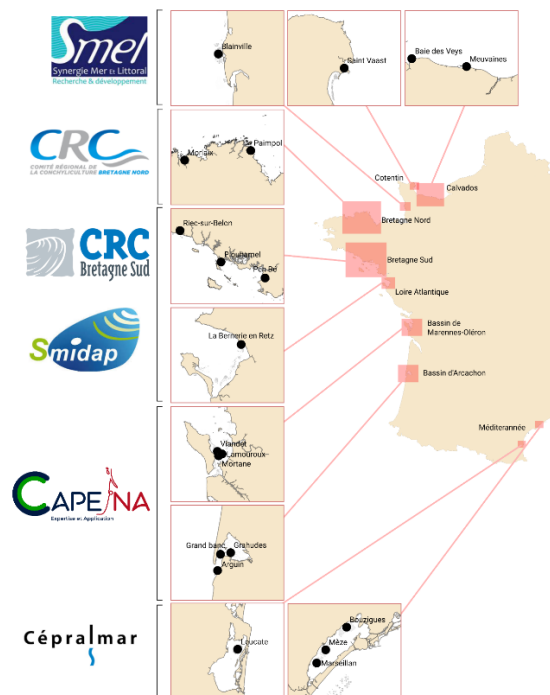 Smel
Synergie Mer Et Littoral
Recherche & développement
Blainville
Saint Vaast
Baie des Veys
Meuvaines
CRC
COMITÉ RÉGIONAL DE
LA CONCHYLICULTURE BRETAGNE NORD
Morlaix
Paimpol
Cotentin
Calvados
Bretagne Nord
CRC
Bretagne Sud
Riec-sur-Belon
Plouharnel
Pen Bé
Bretagne Sud
Loire Atlantique
Smidap
La Bernerie en Retz
Bassin de
Marennes-Oléron
Bassin d'Arcachon
Méditerannée
CAPENA
Expertise et Application
Viandet
Lamouroux
Mortane
Grand banc
Grahudes
Arguin
Cépralmar
Leucate
Bouzigues
Mèze
Marseillan